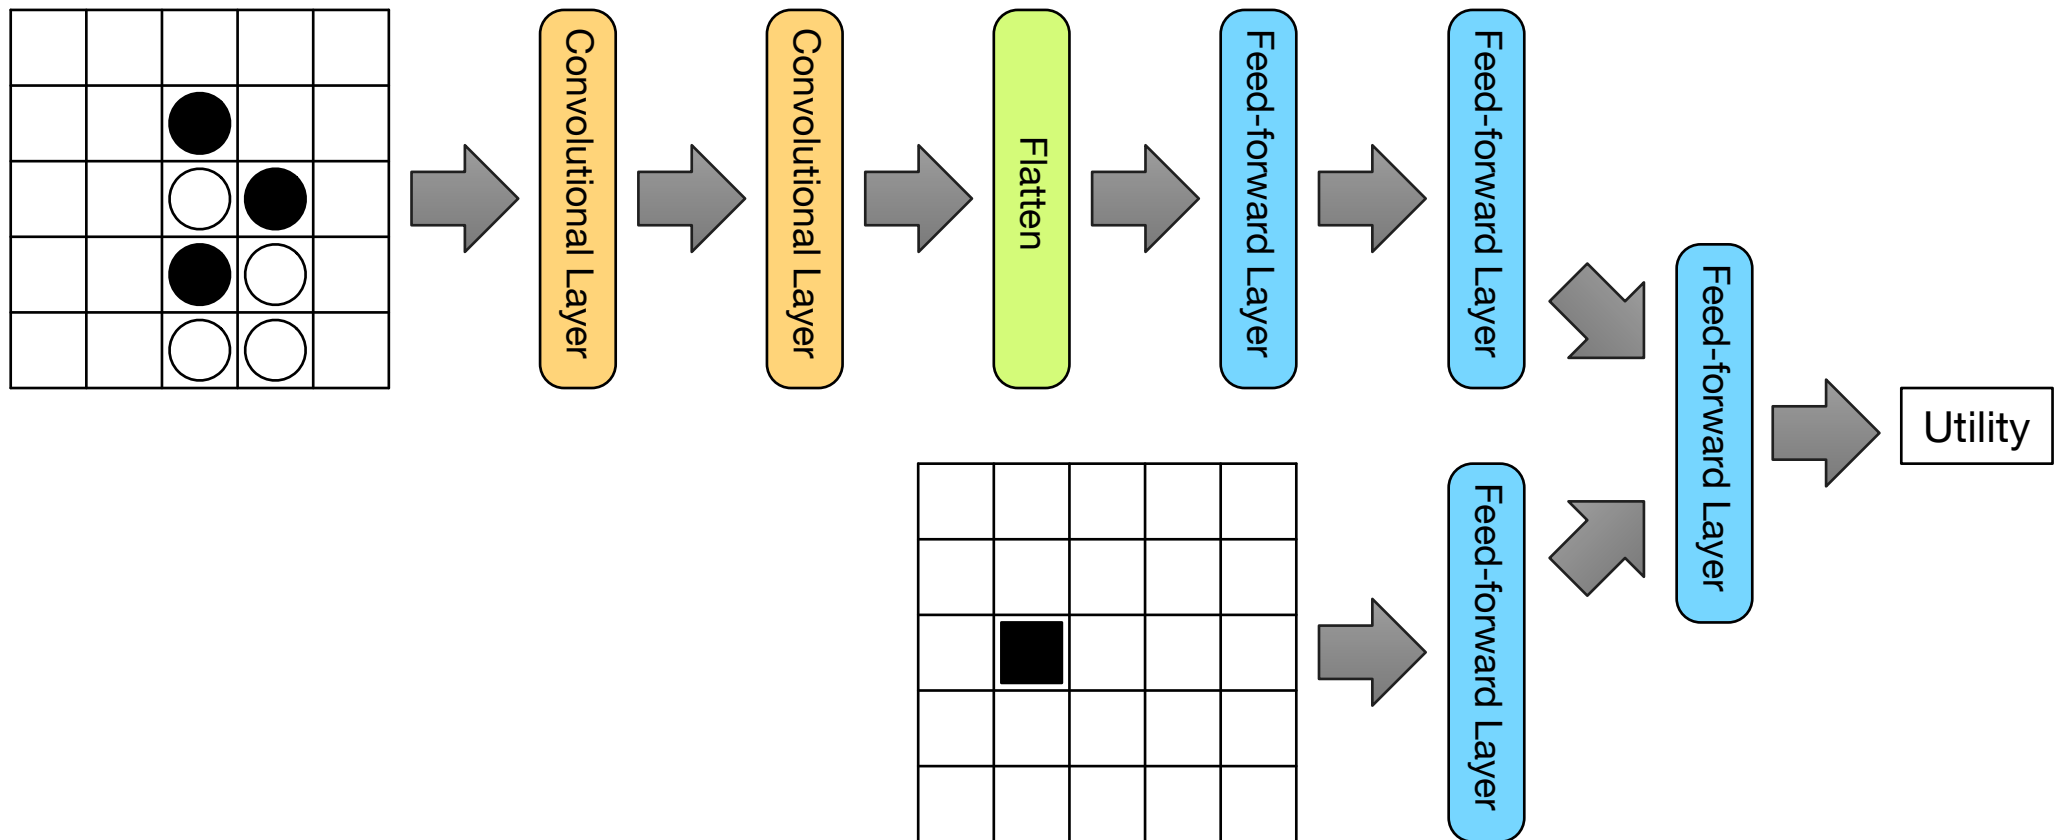 Convolutional Layer
Convolutional Layer
Flatten
Feed-forward Layer
Feed-forward Layer
Feed-forward Layer
Utility
Feed-forward Layer